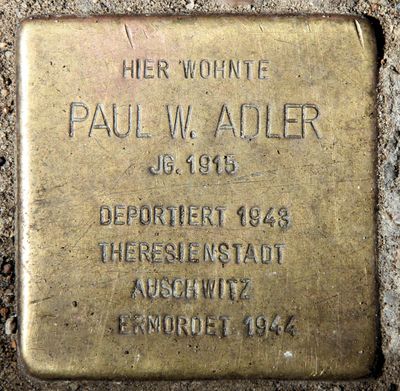 HIER WOHNTE
PAUL W. ADLER
JG. 1915
DEPORTIERT 1943
THERESIENSTADT
AUSCHWITZ
ERMORDET 1944